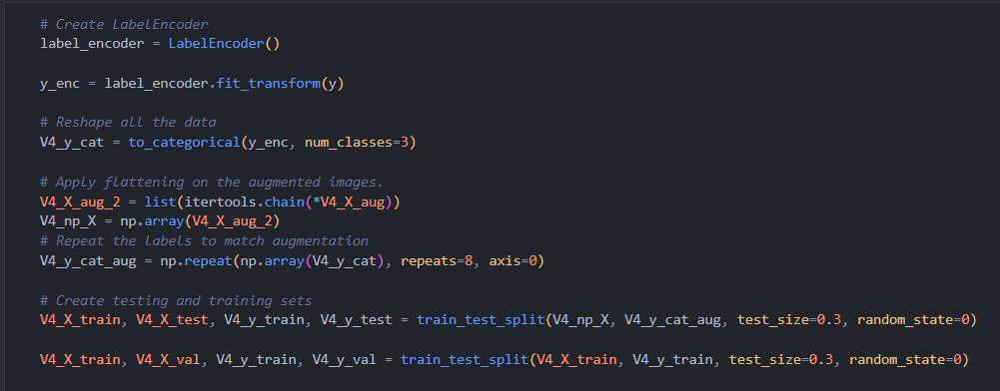 # Create LabelEncoder
label_encoder = LabelEncoder()
y_enc = label_encoder.fit_transform(y)
# Reshape all the data
V4_y_cat = to_categorical(y_enc, num_classes=3)
# Apply flattening on the augmented images.
V4_X_aug_2 = list(itertools.chain(*V4_X_aug))
V4_np_X = np.array(V4_X_aug_2)
# Repeat the labels to match augmentation
V4_y_cat_aug = np.repeat(np.array(V4_y_cat), repeats=8, axis=0)
# Create testing and training sets
V4_X_train, V4_X_test, V4_y_train, V4_y_test = train_test_split(V4_np_X, V4_y_cat_aug, test_size=0.3, random_state=0)
V4_X_train, V4_X_val, V4_y_train, V4_y_val = train_test_split(V4_X_train, V4_y_train, test_size=0.3, random_state=0)